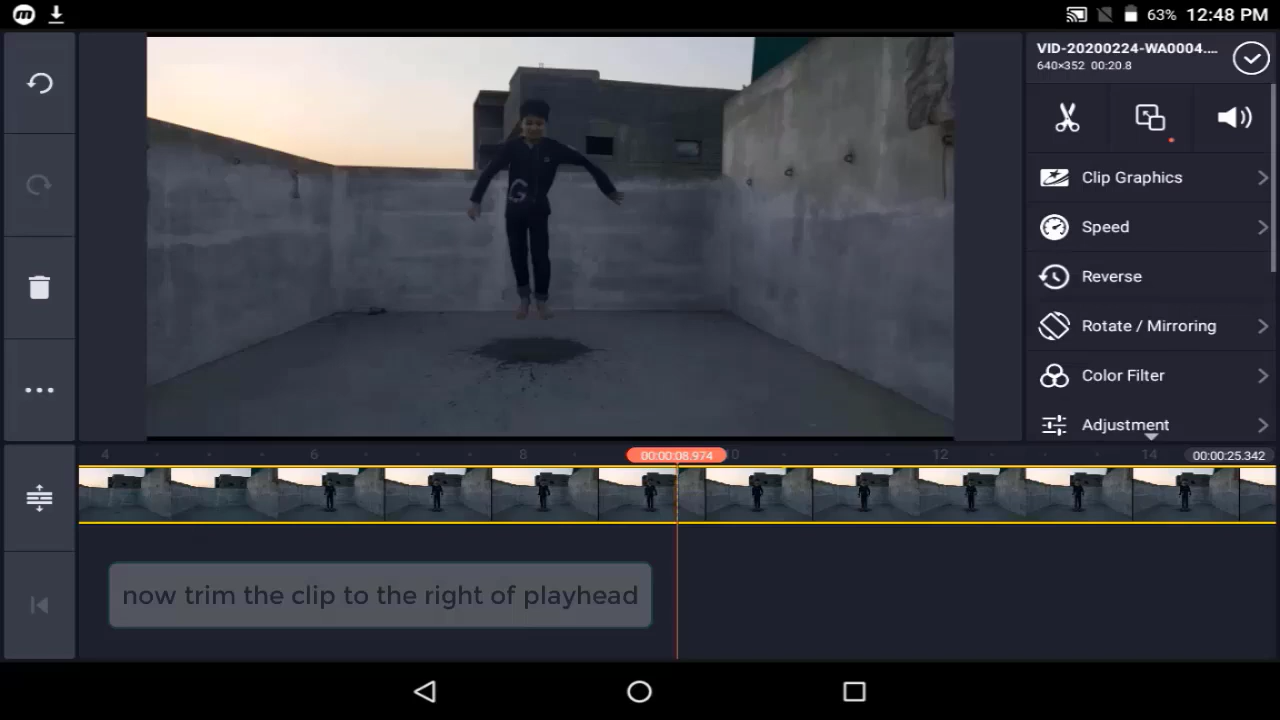 63% 12:48 PM
VID-20200224-WA0004....
640×352 00:20.8
Clip Graphics
Speed
Reverse
Rotate / Mirroring
Color Filter
Adjustment
4 6 8 00:00:08.974 10 12 14 00:00:25.342
now trim the clip to the right of playhead
G